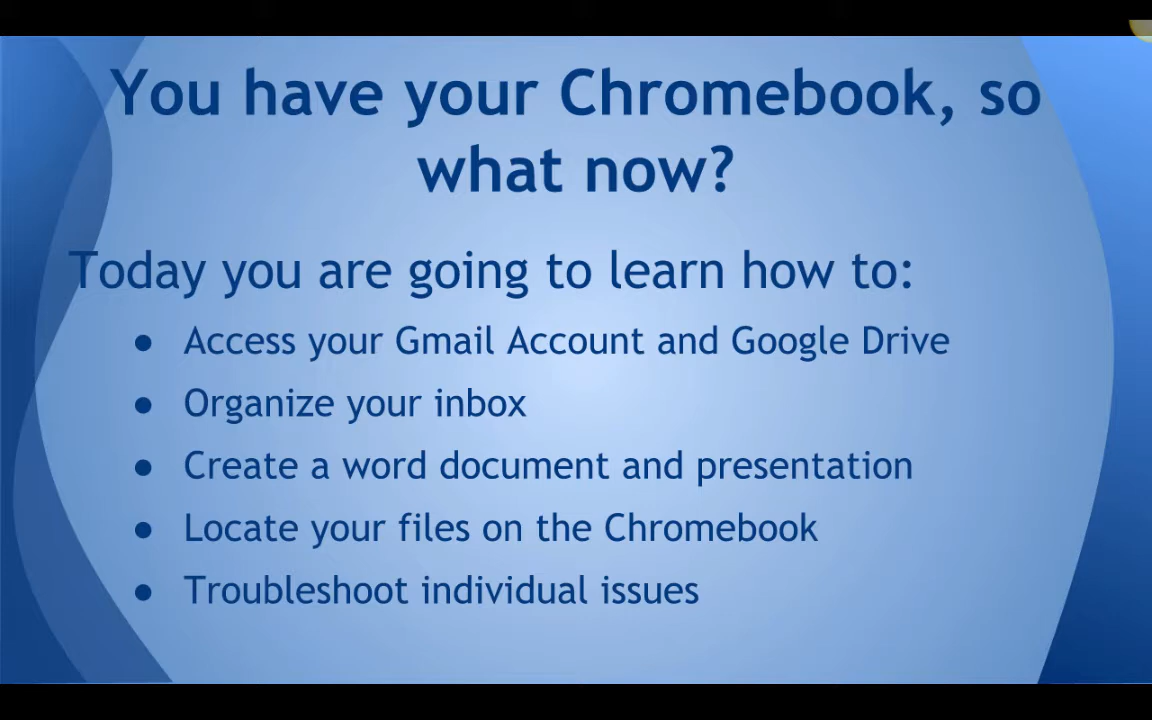 You have your Chromebook, so
what now?
Today you are going to learn how to:
● Access your Gmail Account and Google Drive
● Organize your inbox
● Create a word document and presentation
● Locate your files on the Chromebook
● Troubleshoot individual issues